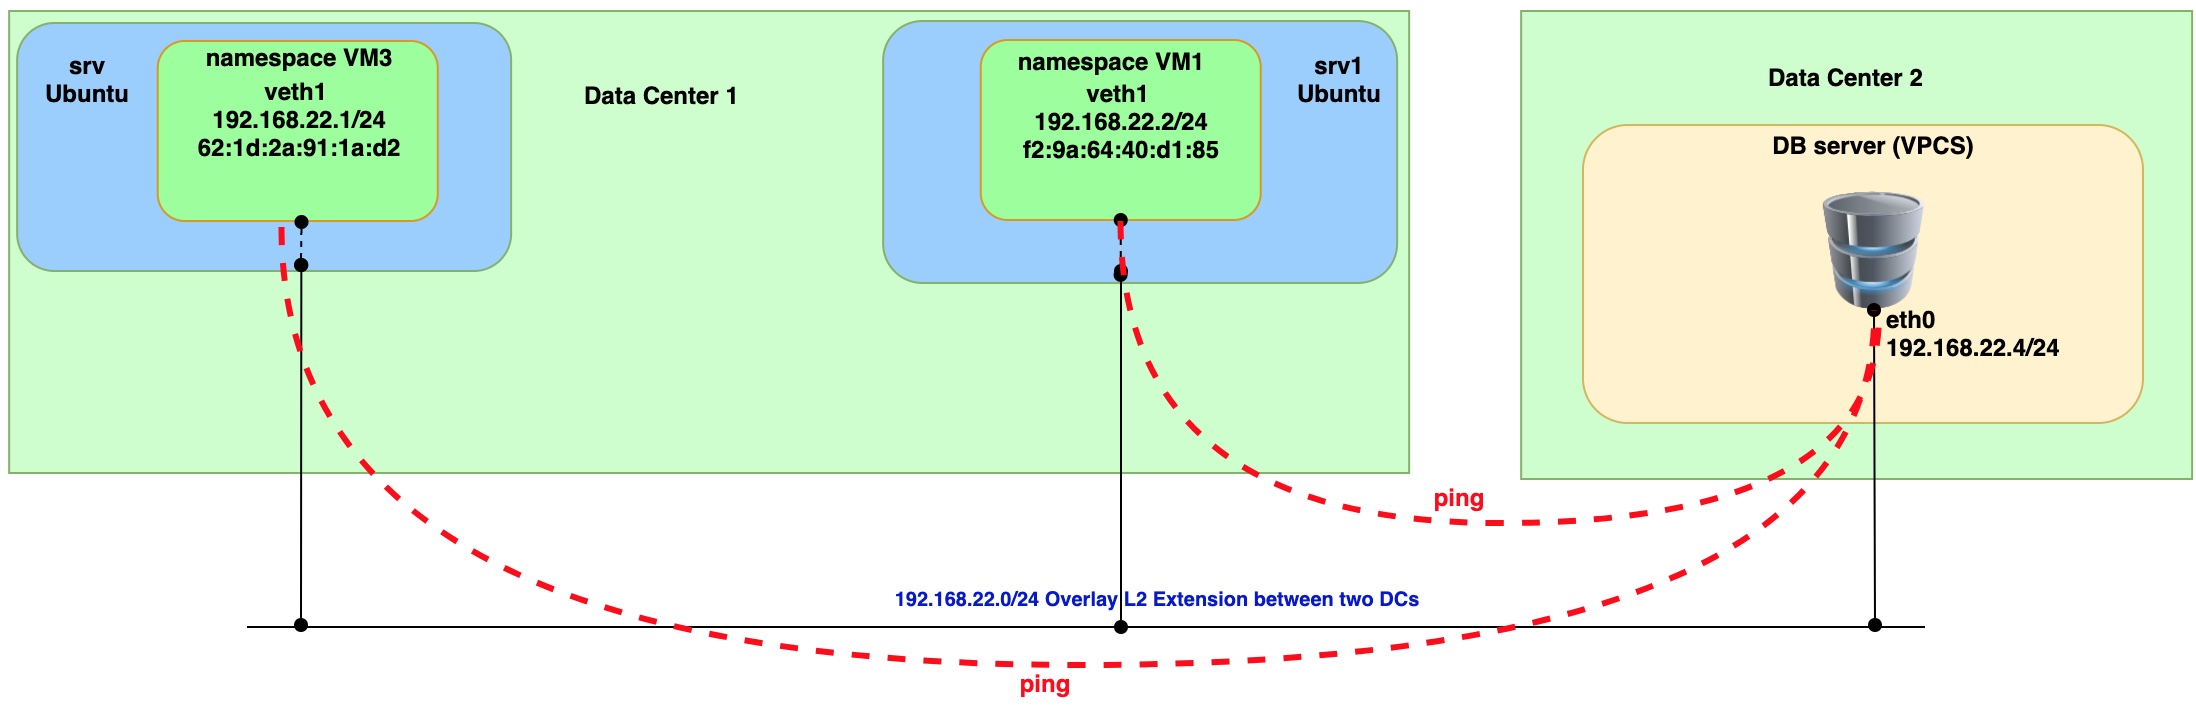 srv
Ubuntu
namespace VM3
veth1
192.168.22.1/24
62:1d:2a:91:1a:d2
Data Center 1
namespace VM1
veth1
192.168.22.2/24
f2:9a:64:40:d1:85
srv1
Ubuntu
Data Center 2
DB server (VPCS)
eth0
192.168.22.4/24
ping
192.168.22.0/24 Overlay L2 Extension between two DCs
ping